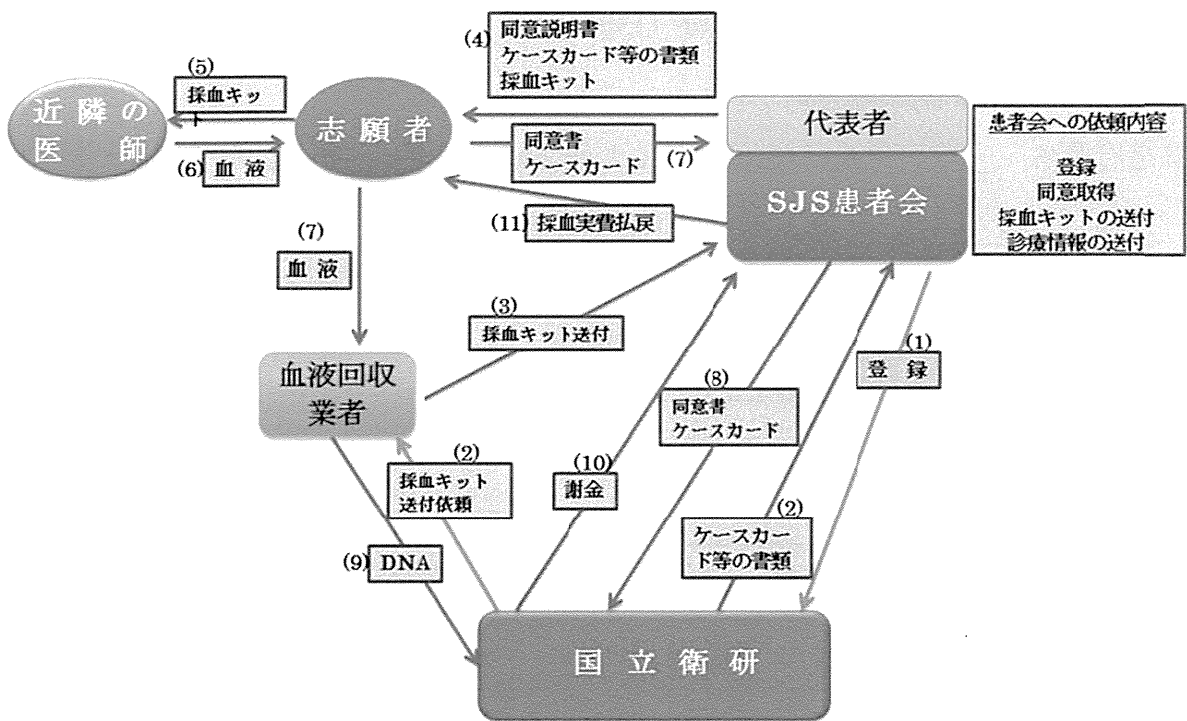 (4)
同意説明書
ケースカード等の書類
採血キット
(5)
採血キッ
ト
近隣の
医師
志願者
代表者
患者会への依頼内容
登録
同意取得
採血キットの送付
診療情報の送付
(6)
血液
同意書
ケースカード
(7)
SJS患者会
(11)
採血実費払戻
(7)
血液
(3)
採血キット送付
(1)
登録
血液回収
業者
(8)
同意書
ケースカード
(2)
採血キット
送付依頼
(10)
謝金
(2)
ケースカー
ド等の書類
(9)
DNA
国立衛研